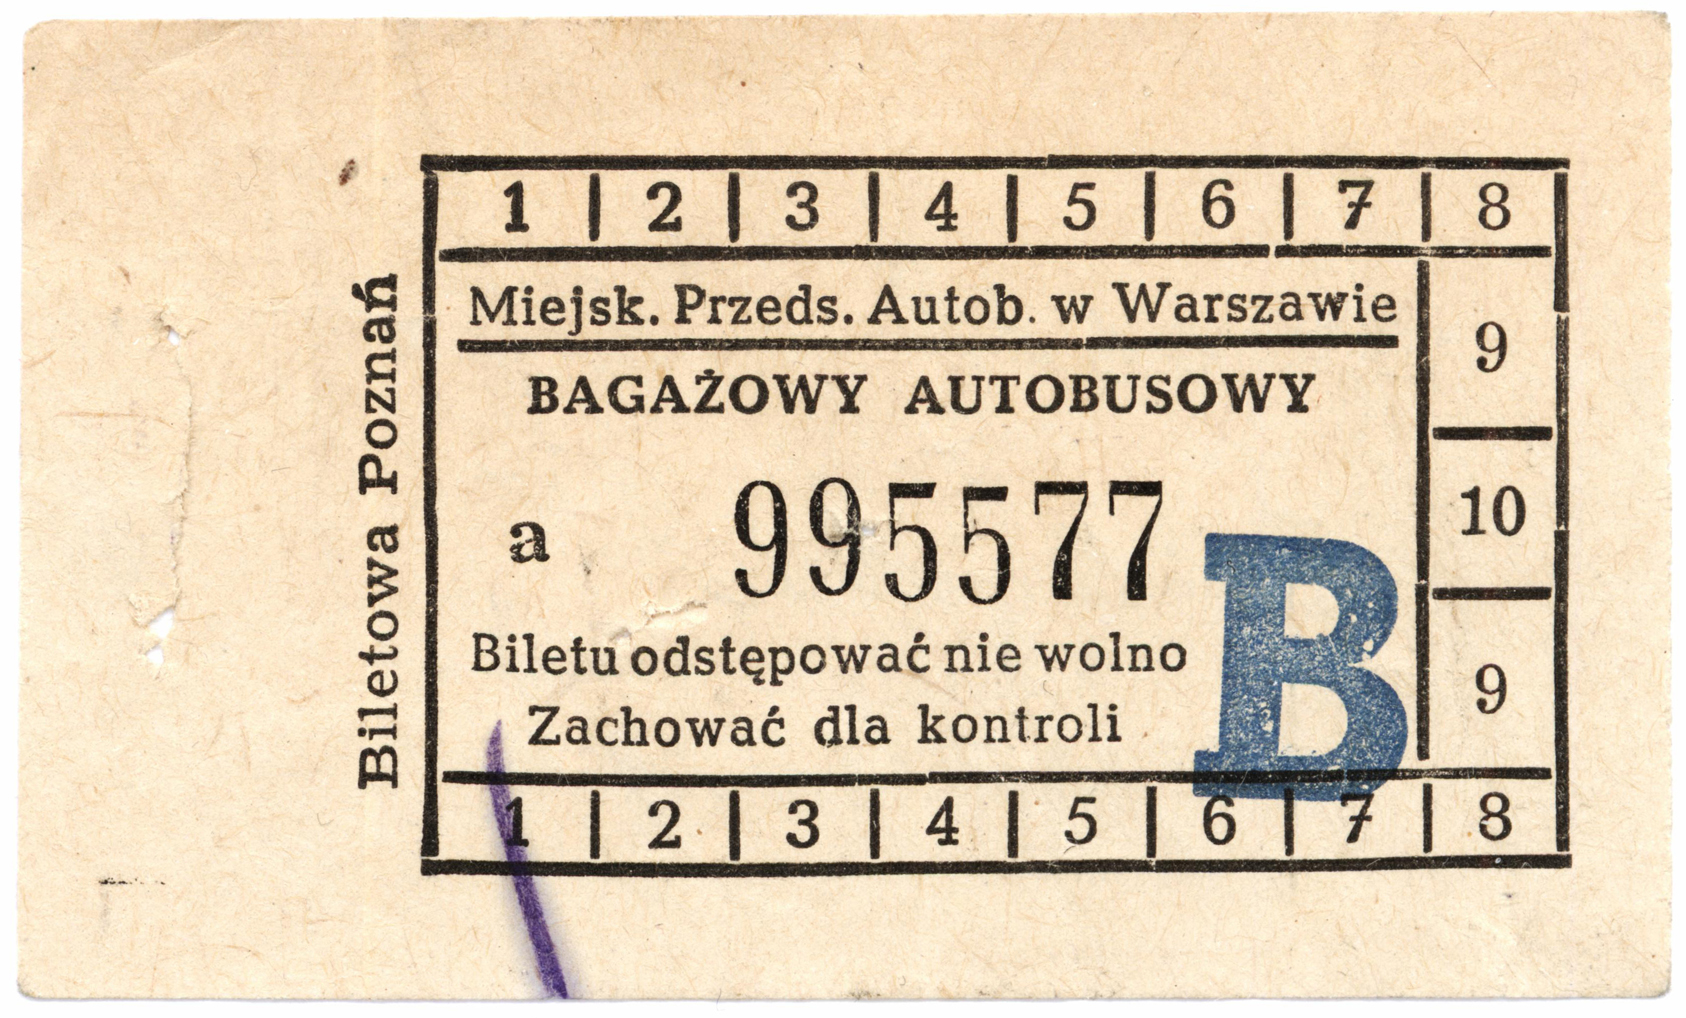 Biletowa Poznań
1 2 3 4 5 6 7 8
Miejsk. Przeds. Autob. w Warszawie
9
BAGAŻOWY AUTOBUSOWY
a 995577
10
B
Biletu odstępować nie wolno
9
Zachować dla kontroli
1 2 3 4 5 6 7 8